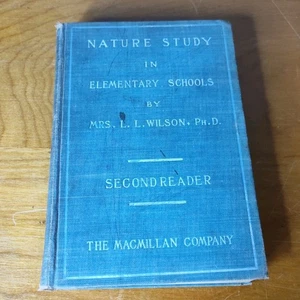 NATURE STUDY
IN
ELEMENTARY SCHOOLS
BY
MRS. L. L. WILSON, PH.D.
SECOND READER
THE MACMILLAN COMPANY